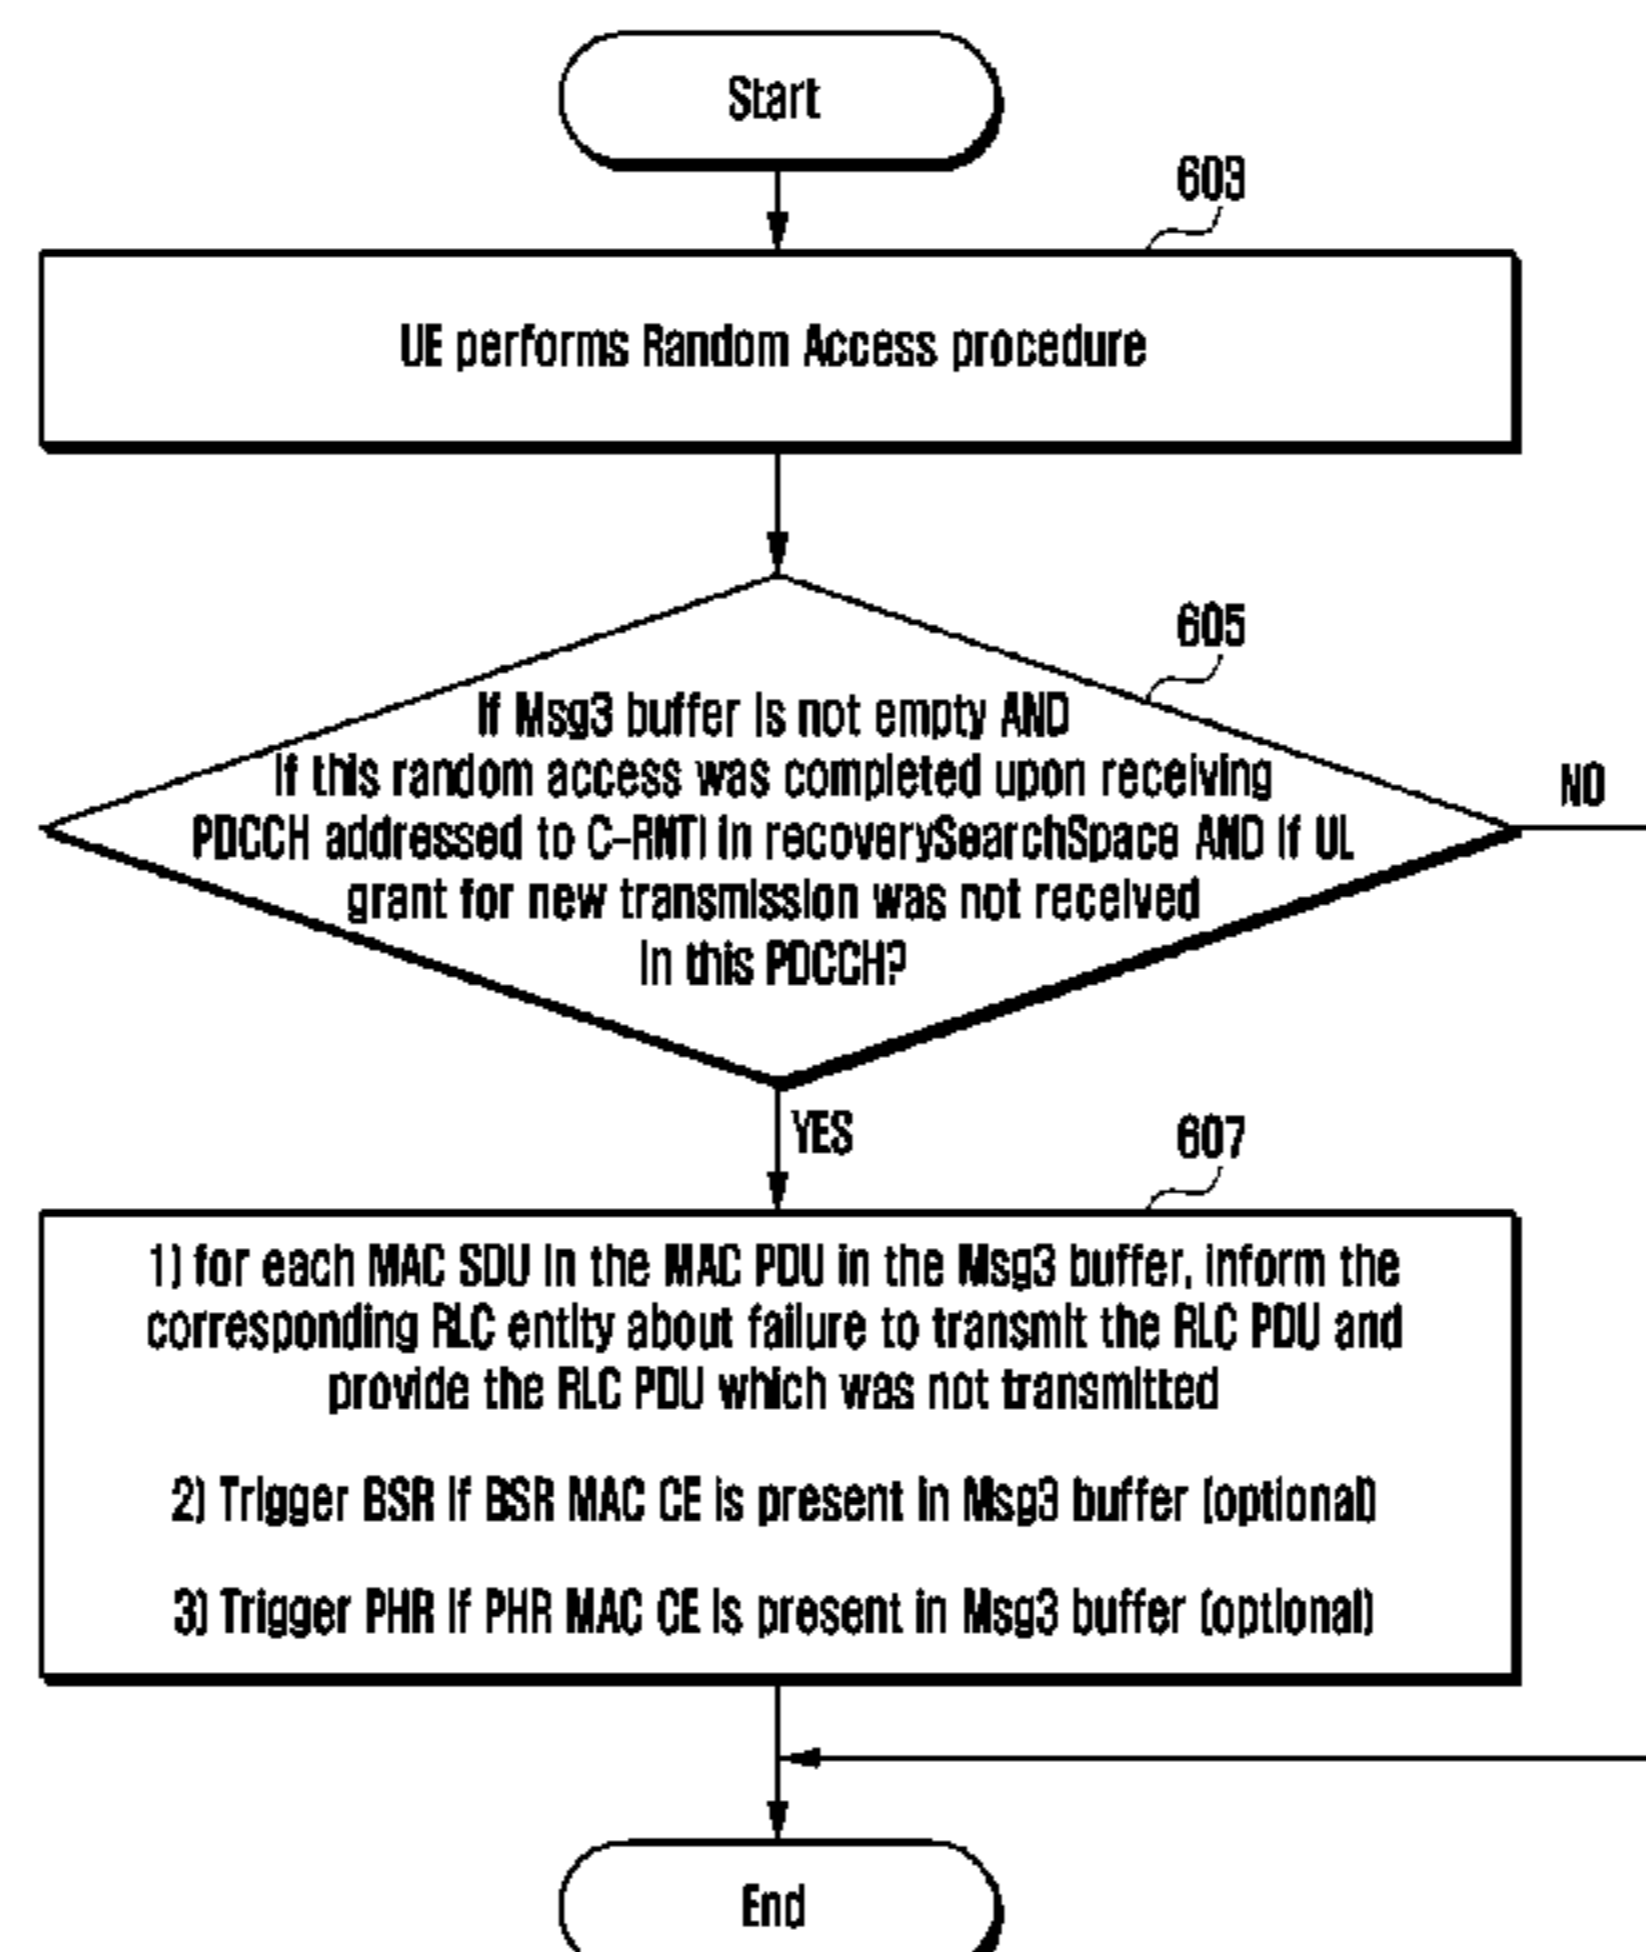 Start
603
UE performs Random Access procedure
605
If Msg3 buffer is not empty AND
If this random access was completed upon receiving
NO
PDCCH addressed to C-RNTI in recoverySearchSpace AND if UL
grant for new transmission was not received
In this PDCCH?
YES
607
1) for each MAC SDU in the MAC PDU in the Msg3 buffer, inform the
corresponding RLC entity about failure to transmit the RLC PDU and
provide the RLC PDU which was not transmitted
2) Trigger BSR if BSR MAC CE is present in Msg3 buffer (optional)
3) Trigger PHR if PHR MAC CE is present in Msg3 buffer (optional)
End